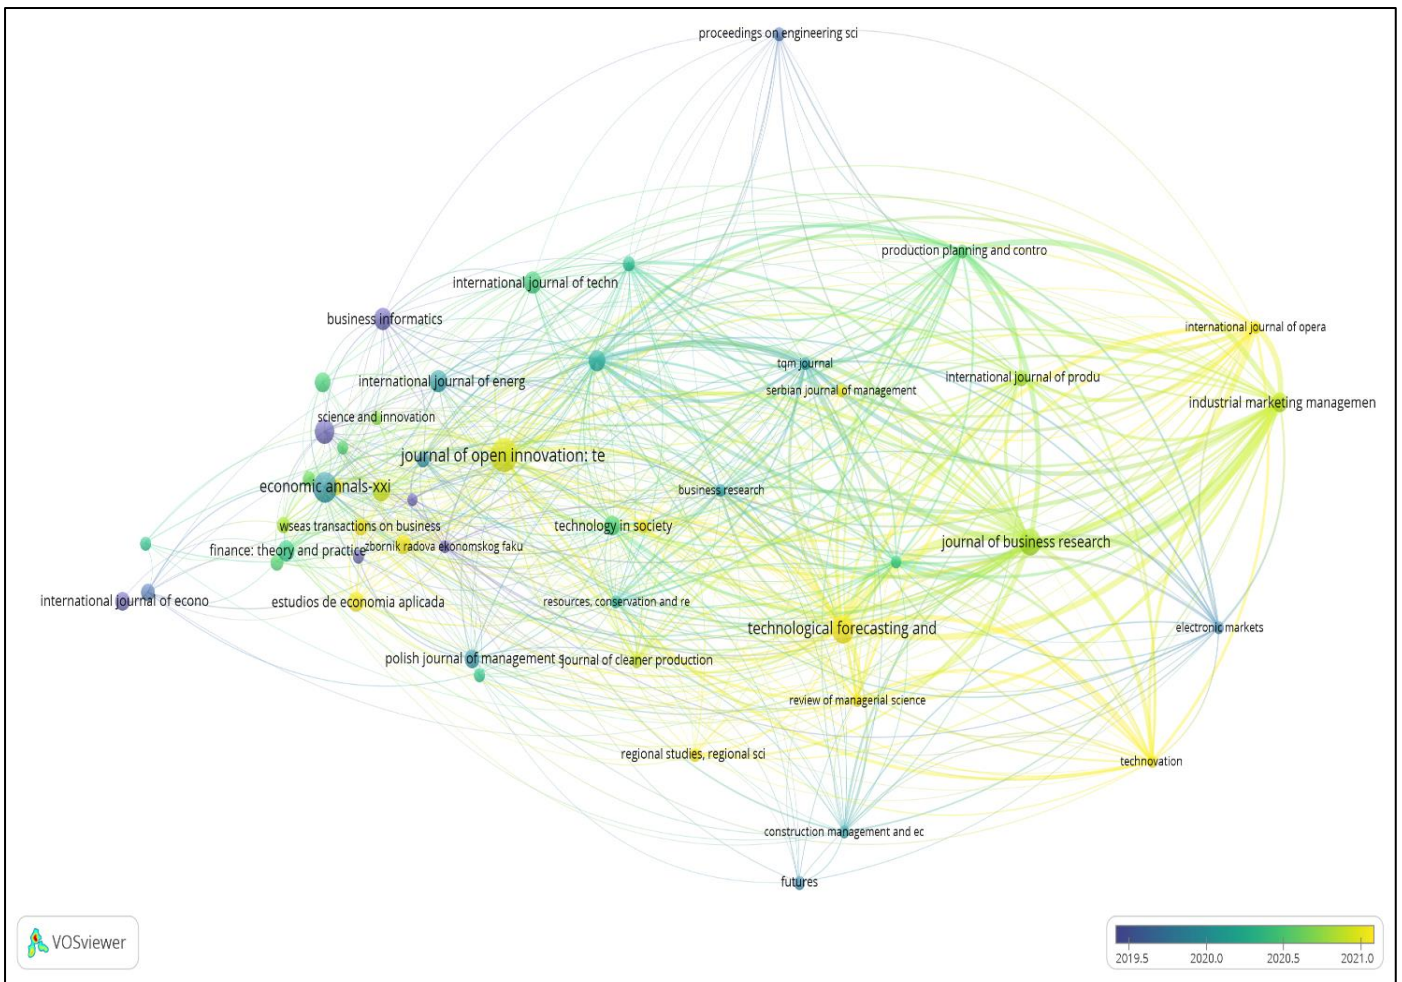 proceedings on engineering sci
production planning and contro
international journal of techn
business informatics
international journal of opera
tqm journal
international journal of energ
international journal of produ
serbian journal of management
industrial marketing managemen
science and innovation
journal of open innovation: te
economic annals-xxi
business research
wseas transactions on business
technology in society
journal of business research
finance: theory and practice
zbornik radova ekonomskog faku
international journal of econo
estudios de economia aplicada
resources, conservation and re
technological forecasting and
electronic markets
polish journal of management s
journal of cleaner production
review of managerial science
regional studies, regional sci
technovation
construction management and ec
futures
VOSviewer
2019.5 2020.0 2020.5 2021.0